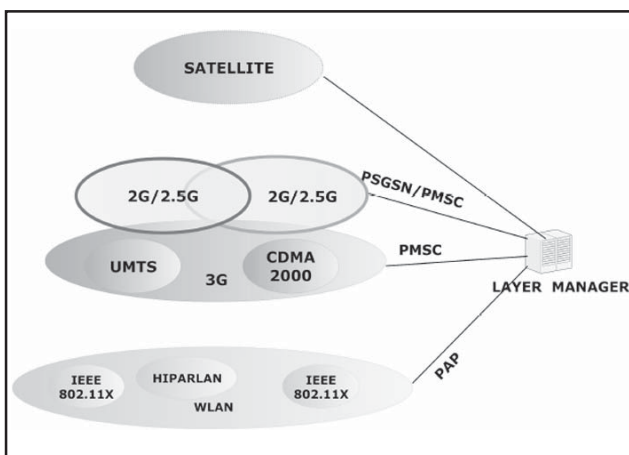 SATELLITE
2G/2.5G
2G/2.5G
PSGSN/PMSC
UMTS
CDMA
2000
3G
PMSC
LAYER MANAGER
PAP
IEEE
802.11X
HIPARLAN
IEEE
802.11X
WLAN